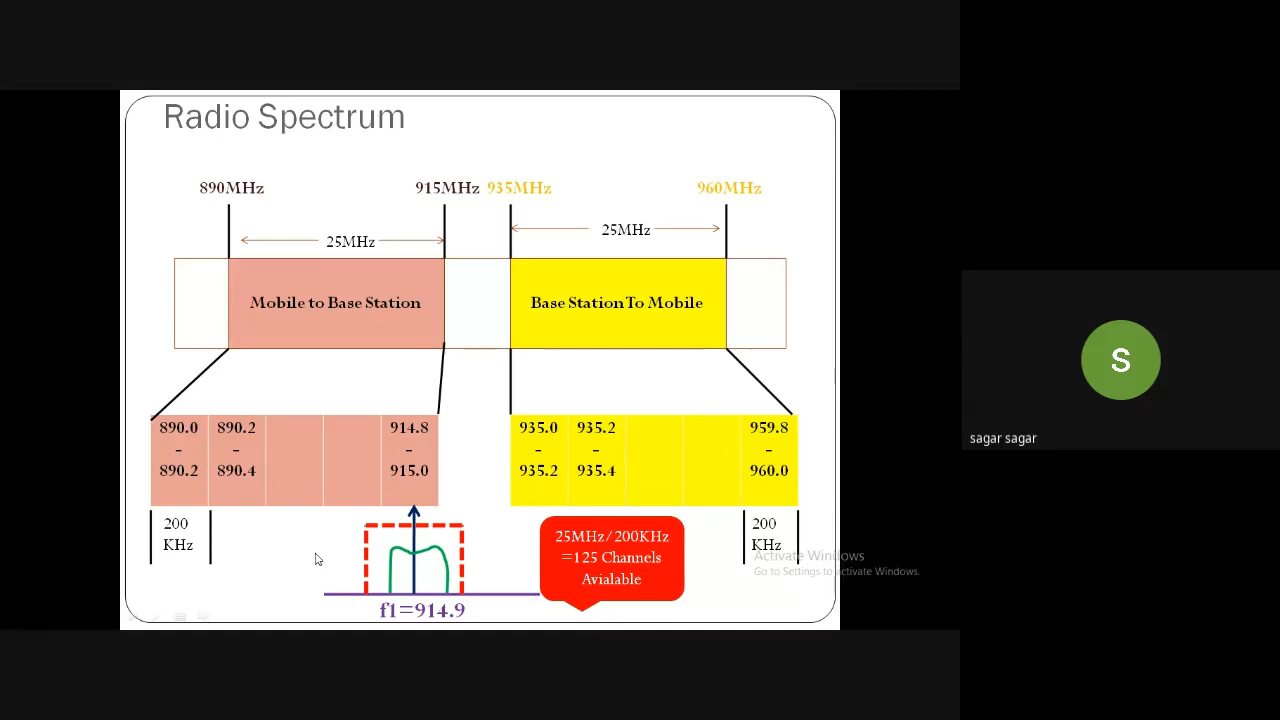 Radio Spectrum
890MHz 915MHz 935MHz 960MHz
25MHz 25MHz
Mobile to Base Station Base Station To Mobile
890.0 890.2 914.8 935.0 935.2 959.8
- - - - - -
890.2 890.4 915.0 935.2 935.4 960.0
200
KHz
200
KHz
25MHz/200KHz
=125 Channels
Avialable
f1=914.9
Activate Windows
Go to Settings to activate Windows.
S
sagar sagar